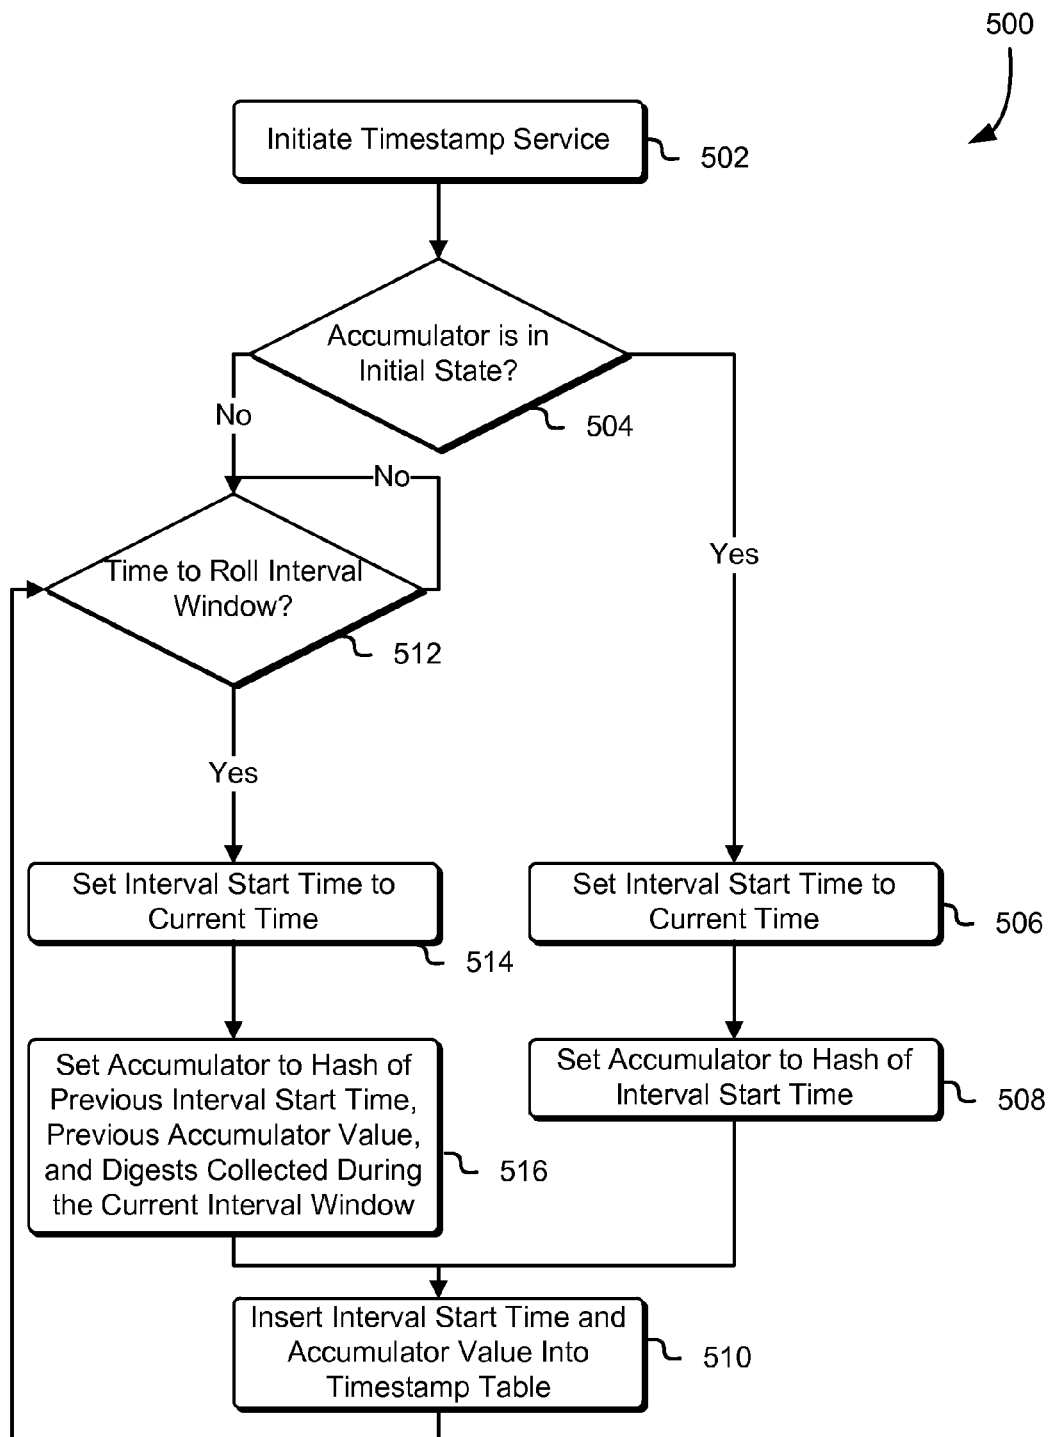 500
Initiate Timestamp Service
502
Accumulator is in
Initial State?
504
No
No
Yes
Time to Roll Interval
Window?
512
Yes
Set Interval Start Time to
Current Time
514
Set Interval Start Time to
Current Time
506
Set Accumulator to Hash of
Previous Interval Start Time,
Previous Accumulator Value,
and Digests Collected During
the Current Interval Window
516
Set Accumulator to Hash of
Interval Start Time
508
Insert Interval Start Time and
Accumulator Value Into
Timestamp Table
510